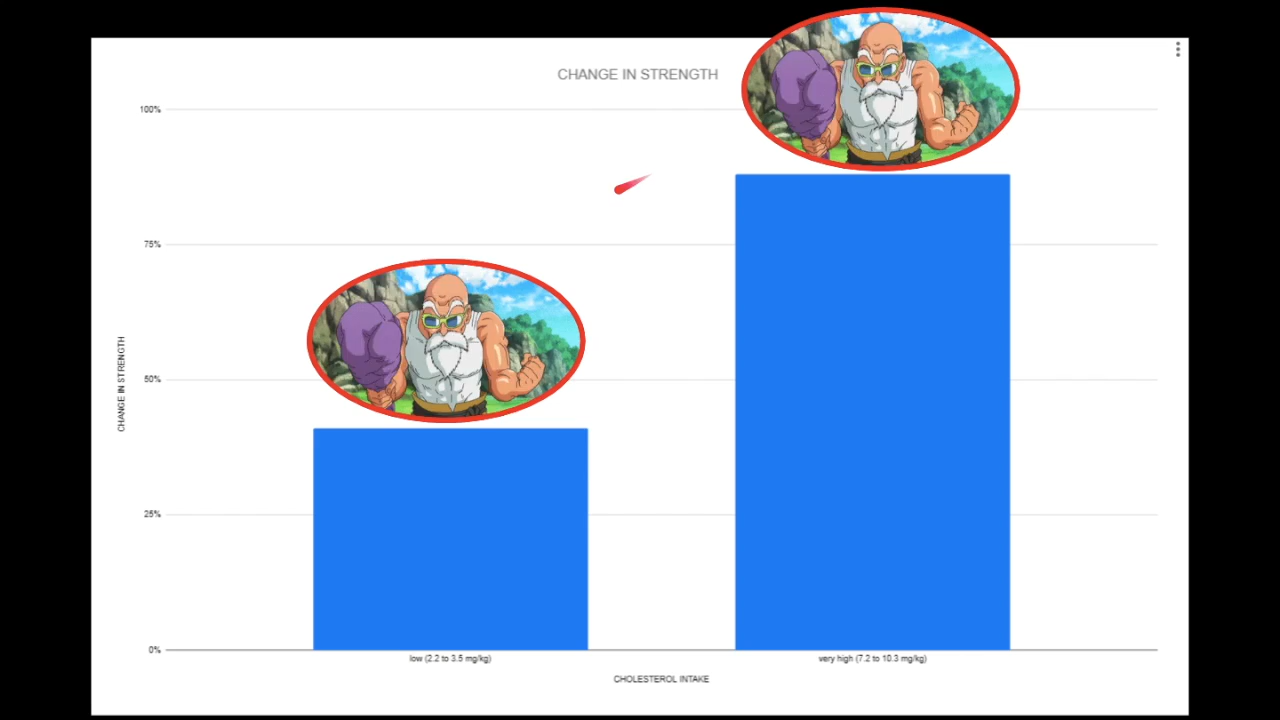 CHANGE IN STRENGTH
100%
75%
50%
25%
0%
CHANGE IN STRENGTH
low (2.2 to 3.5 mg/kg)
very high (7.2 to 10.3 mg/kg)
CHOLESTEROL INTAKE